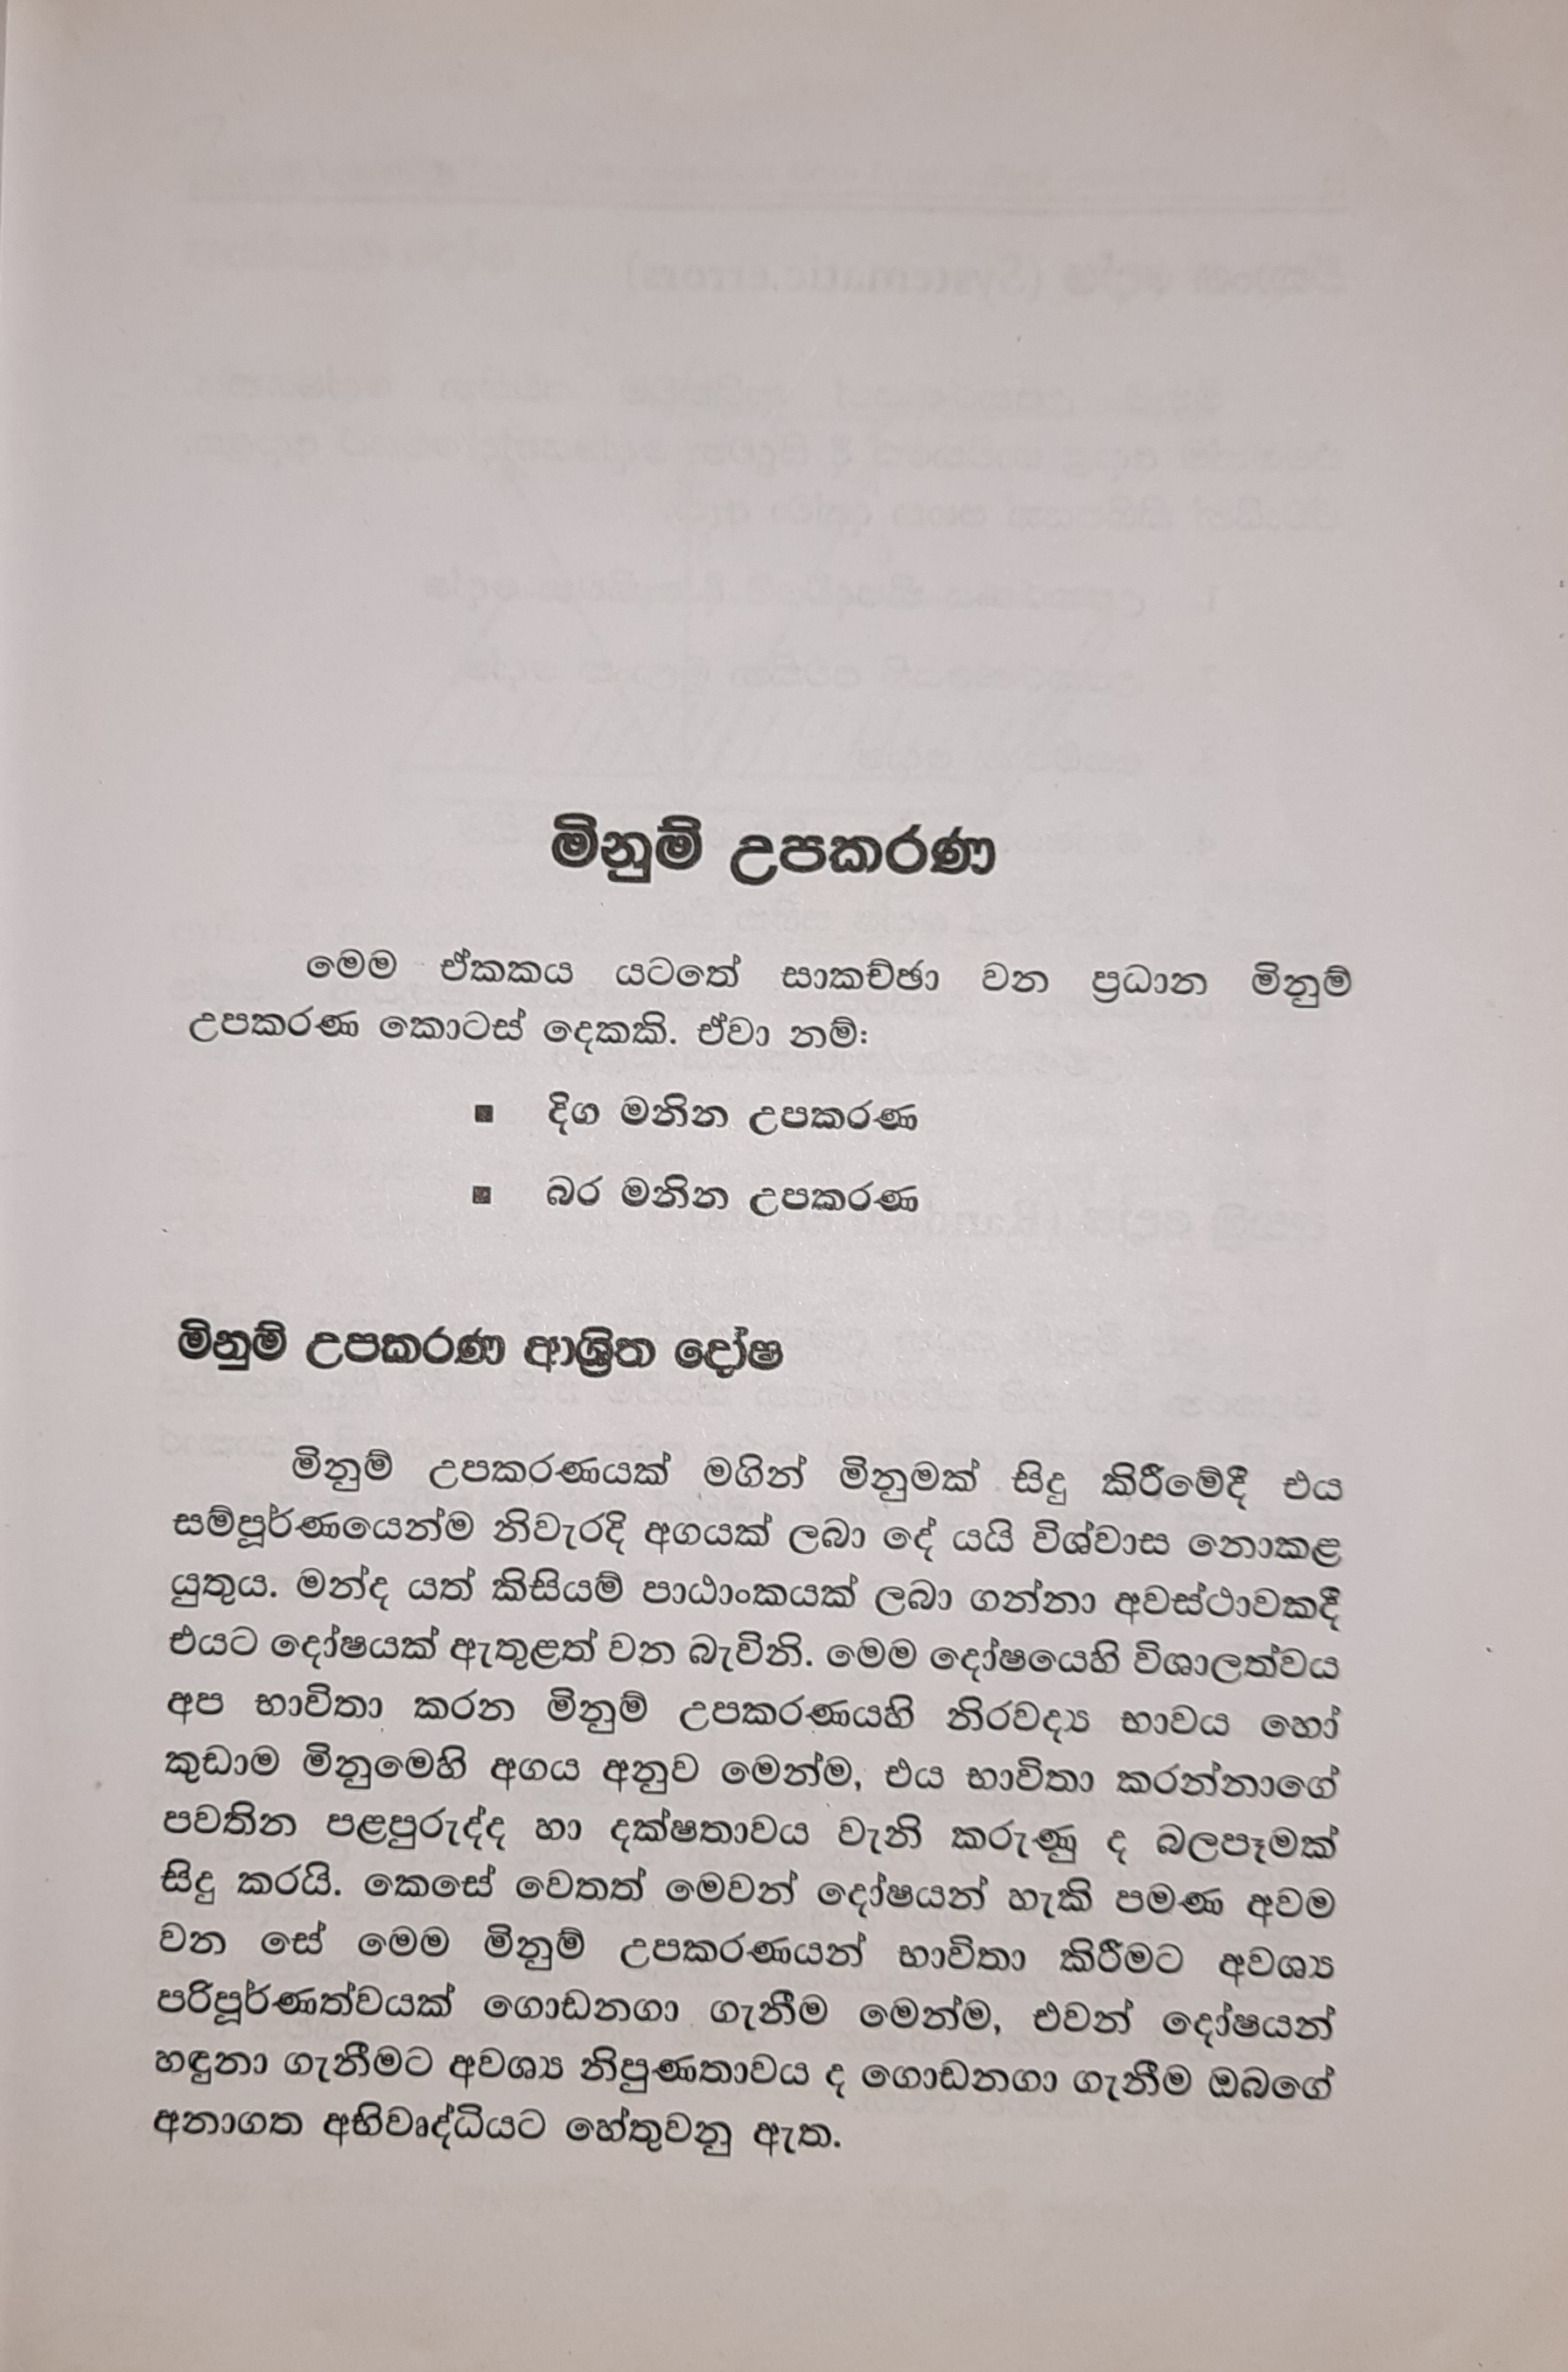 මිනුම් උපකරණ
මෙම ඒකකය යටතේ සාකච්ඡා වන ප්‍රධාන මිනුම්
උපකරණ කොටස් දෙකකි. ඒවා නම්:
▪ දිග මනින උපකරණ
▪ බර මනින උපකරණ
මිනුම් උපකරණ ආශ්‍රිත දෝෂ
මිනුම් උපකරණයක් මගින් මිනුමක් සිදු කිරීමේදී එය
සම්පූර්ණයෙන්ම නිවැරදි අගයක් ලබා දේ යයි විශ්වාස නොකළ
යුතුය. මන්ද යත් කිසියම් පාඨාංකයක් ලබා ගන්නා අවස්ථාවකදී
එයට දෝෂයක් ඇතුළත් වන බැවිනි. මෙම දෝෂයෙහි විශාලත්වය
අප භාවිතා කරන මිනුම් උපකරණයහි නිරවද්‍ය භාවය හෝ
කුඩාම මිනුමෙහි අගය අනුව මෙන්ම, එය භාවිතා කරන්නාගේ
පවතින පළපුරුද්ද හා දක්ෂතාවය වැනි කරුණු ද බලපෑමක්
සිදු කරයි. කෙසේ වෙතත් මෙවන් දෝෂයන් හැකි පමණ අවම
වන සේ මෙම මිනුම් උපකරණයන් භාවිතා කිරීමට අවශ්‍ය
පරිපූර්ණත්වයක් ගොඩනගා ගැනීම මෙන්ම, එවන් දෝෂයන්
හඳුනා ගැනීමට අවශ්‍ය නිපුණතාවය ද ගොඩනගා ගැනීම ඔබගේ
අනාගත අභිවෘද්ධියට හේතුවනු ඇත.